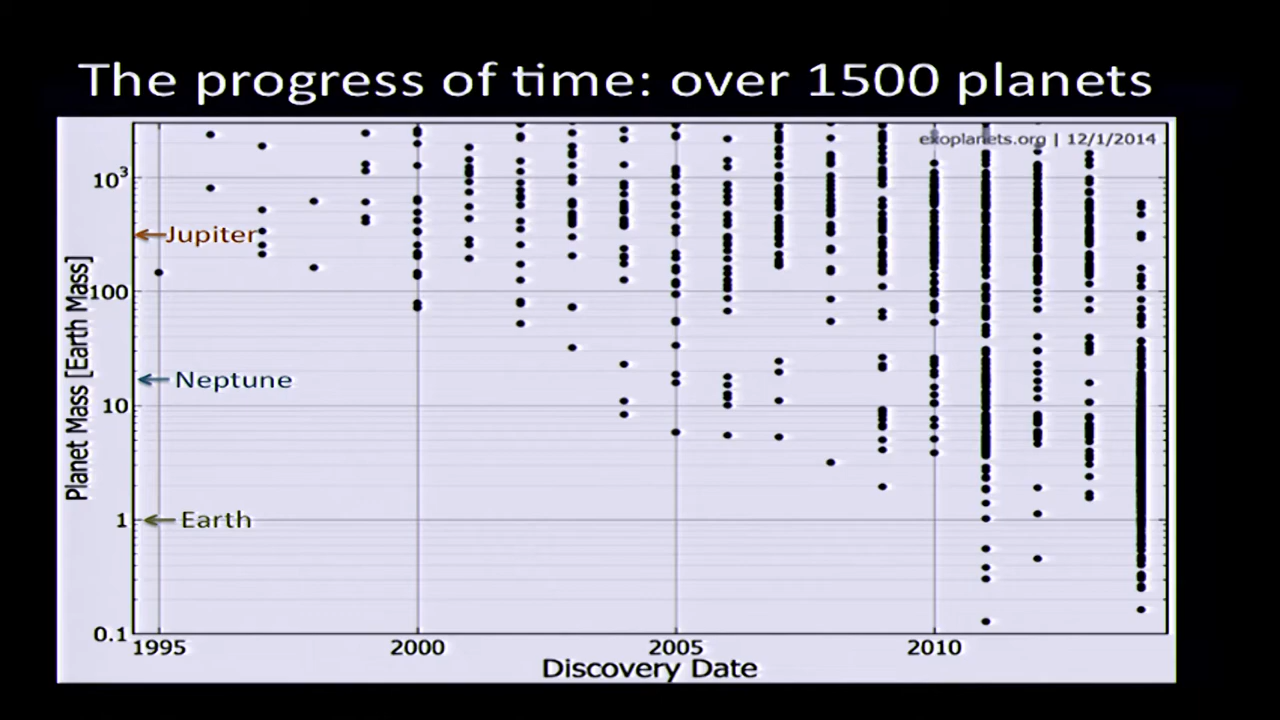 The progress of time: over 1500 planets
exoplanets.org | 12/1/2014
10³
Jupiter
100
Neptune
10
Earth
1
0.1
Planet Mass [Earth Mass]
1995 2000 2005 2010
Discovery Date